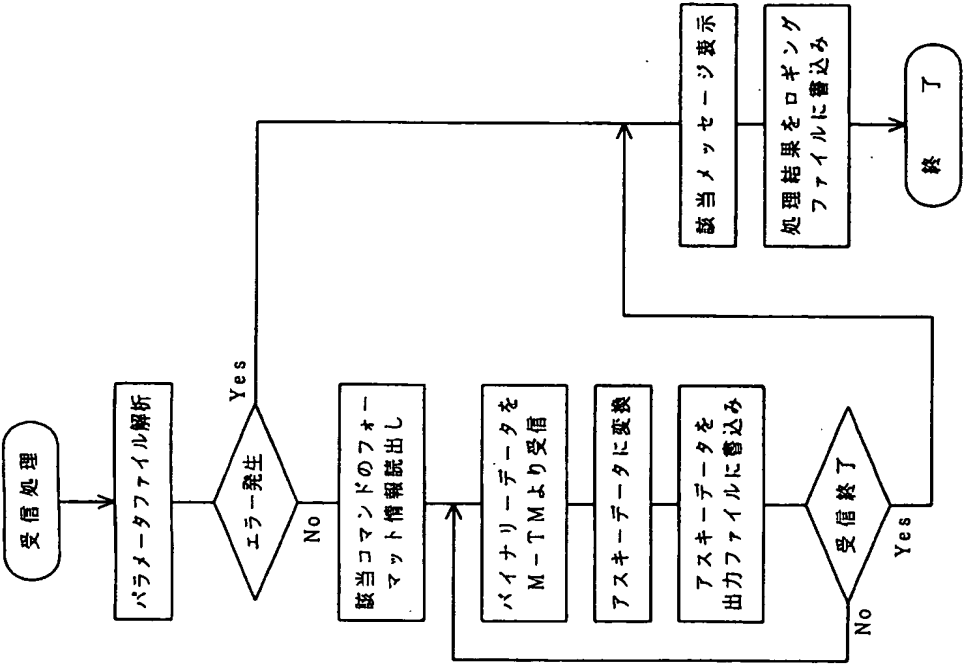 受信処理
パラメータファイル解析
エラー発生
Yes
No
該当コマンドのフォー
マット情報読出し
バイナリーデータを
M－TMより受信
アスキーデータに変換
アスキーデータを
出力ファイルに書込み
受信終了
No
Yes
該当メッセージ表示
処理結果をロギング
ファイルに書込み
終 了